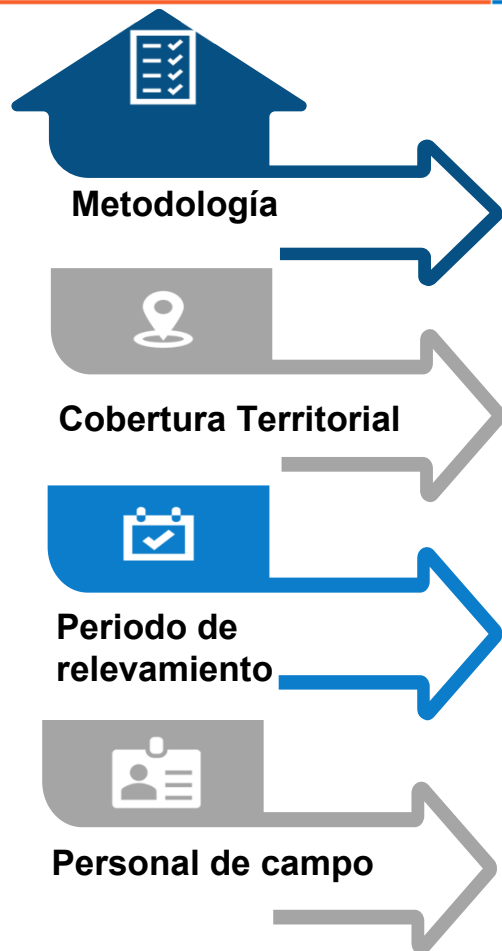 Metodología
Cobertura Territorial
Periodo de
relevamiento
Personal de campo